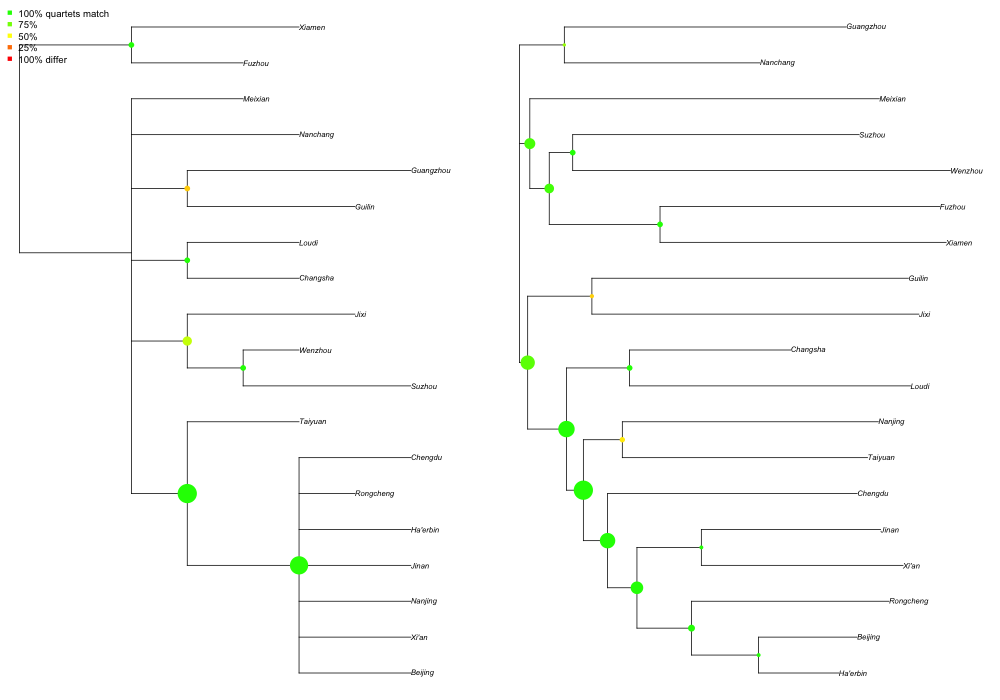 100% quartets match
75%
50%
25%
100% differ
Xiamen
Fuzhou
Meixian
Nanchang
Guangzhou
Guilin
Loudi
Changsha
Jixi
Wenzhou
Suzhou
Taiyuan
Chengdu
Rongcheng
Ha'erbin
Jinan
Nanjing
Xi'an
Beijing
Guangzhou
Nanchang
Meixian
Suzhou
Wenzhou
Fuzhou
Xiamen
Guilin
Jixi
Changsha
Loudi
Nanjing
Taiyuan
Chengdu
Jinan
Xi'an
Rongcheng
Beijing
Ha'erbin